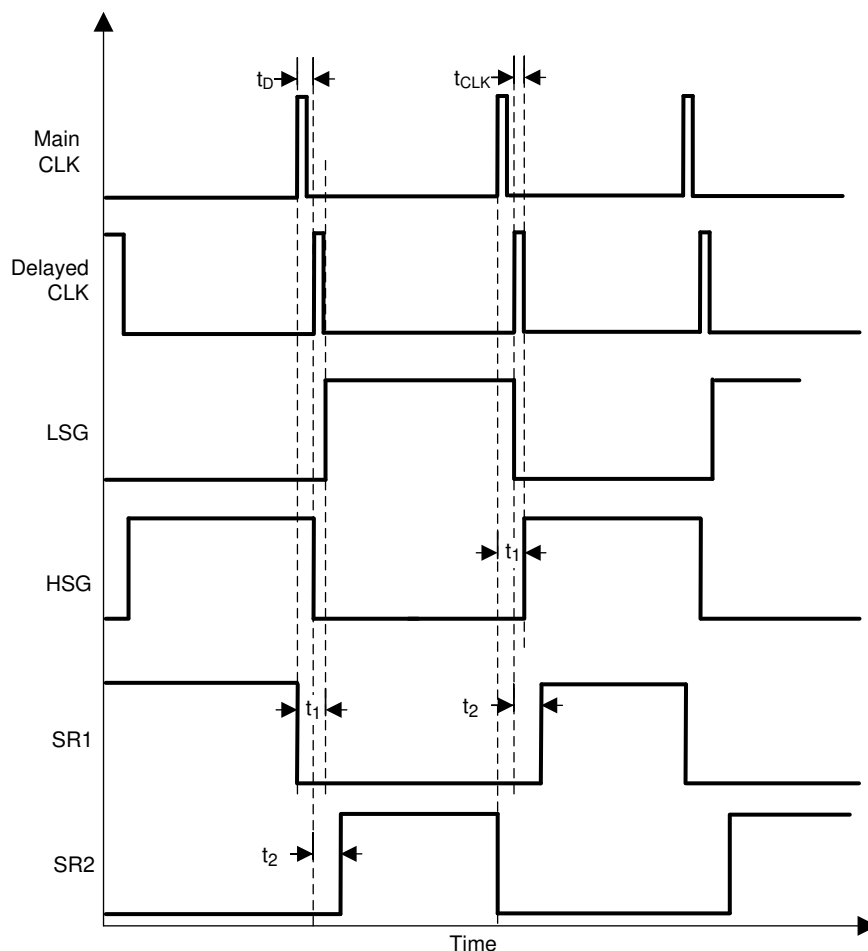 tD
tCLK
Main
CLK
Delayed
CLK
LSG
t1
HSG
t1
t2
SR1
t2
SR2
Time